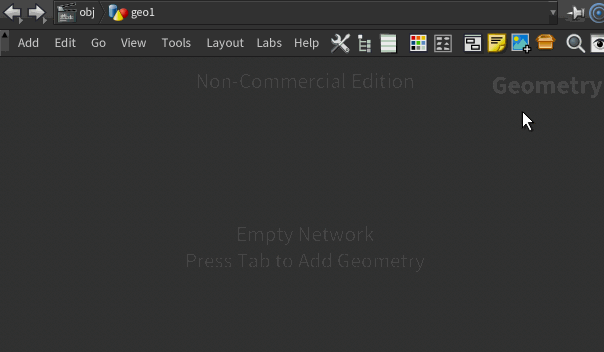 obj geo1
Add Edit Go View Tools Layout Labs Help
Non-Commercial Edition
Geometry
Empty Network
Press Tab to Add Geometry